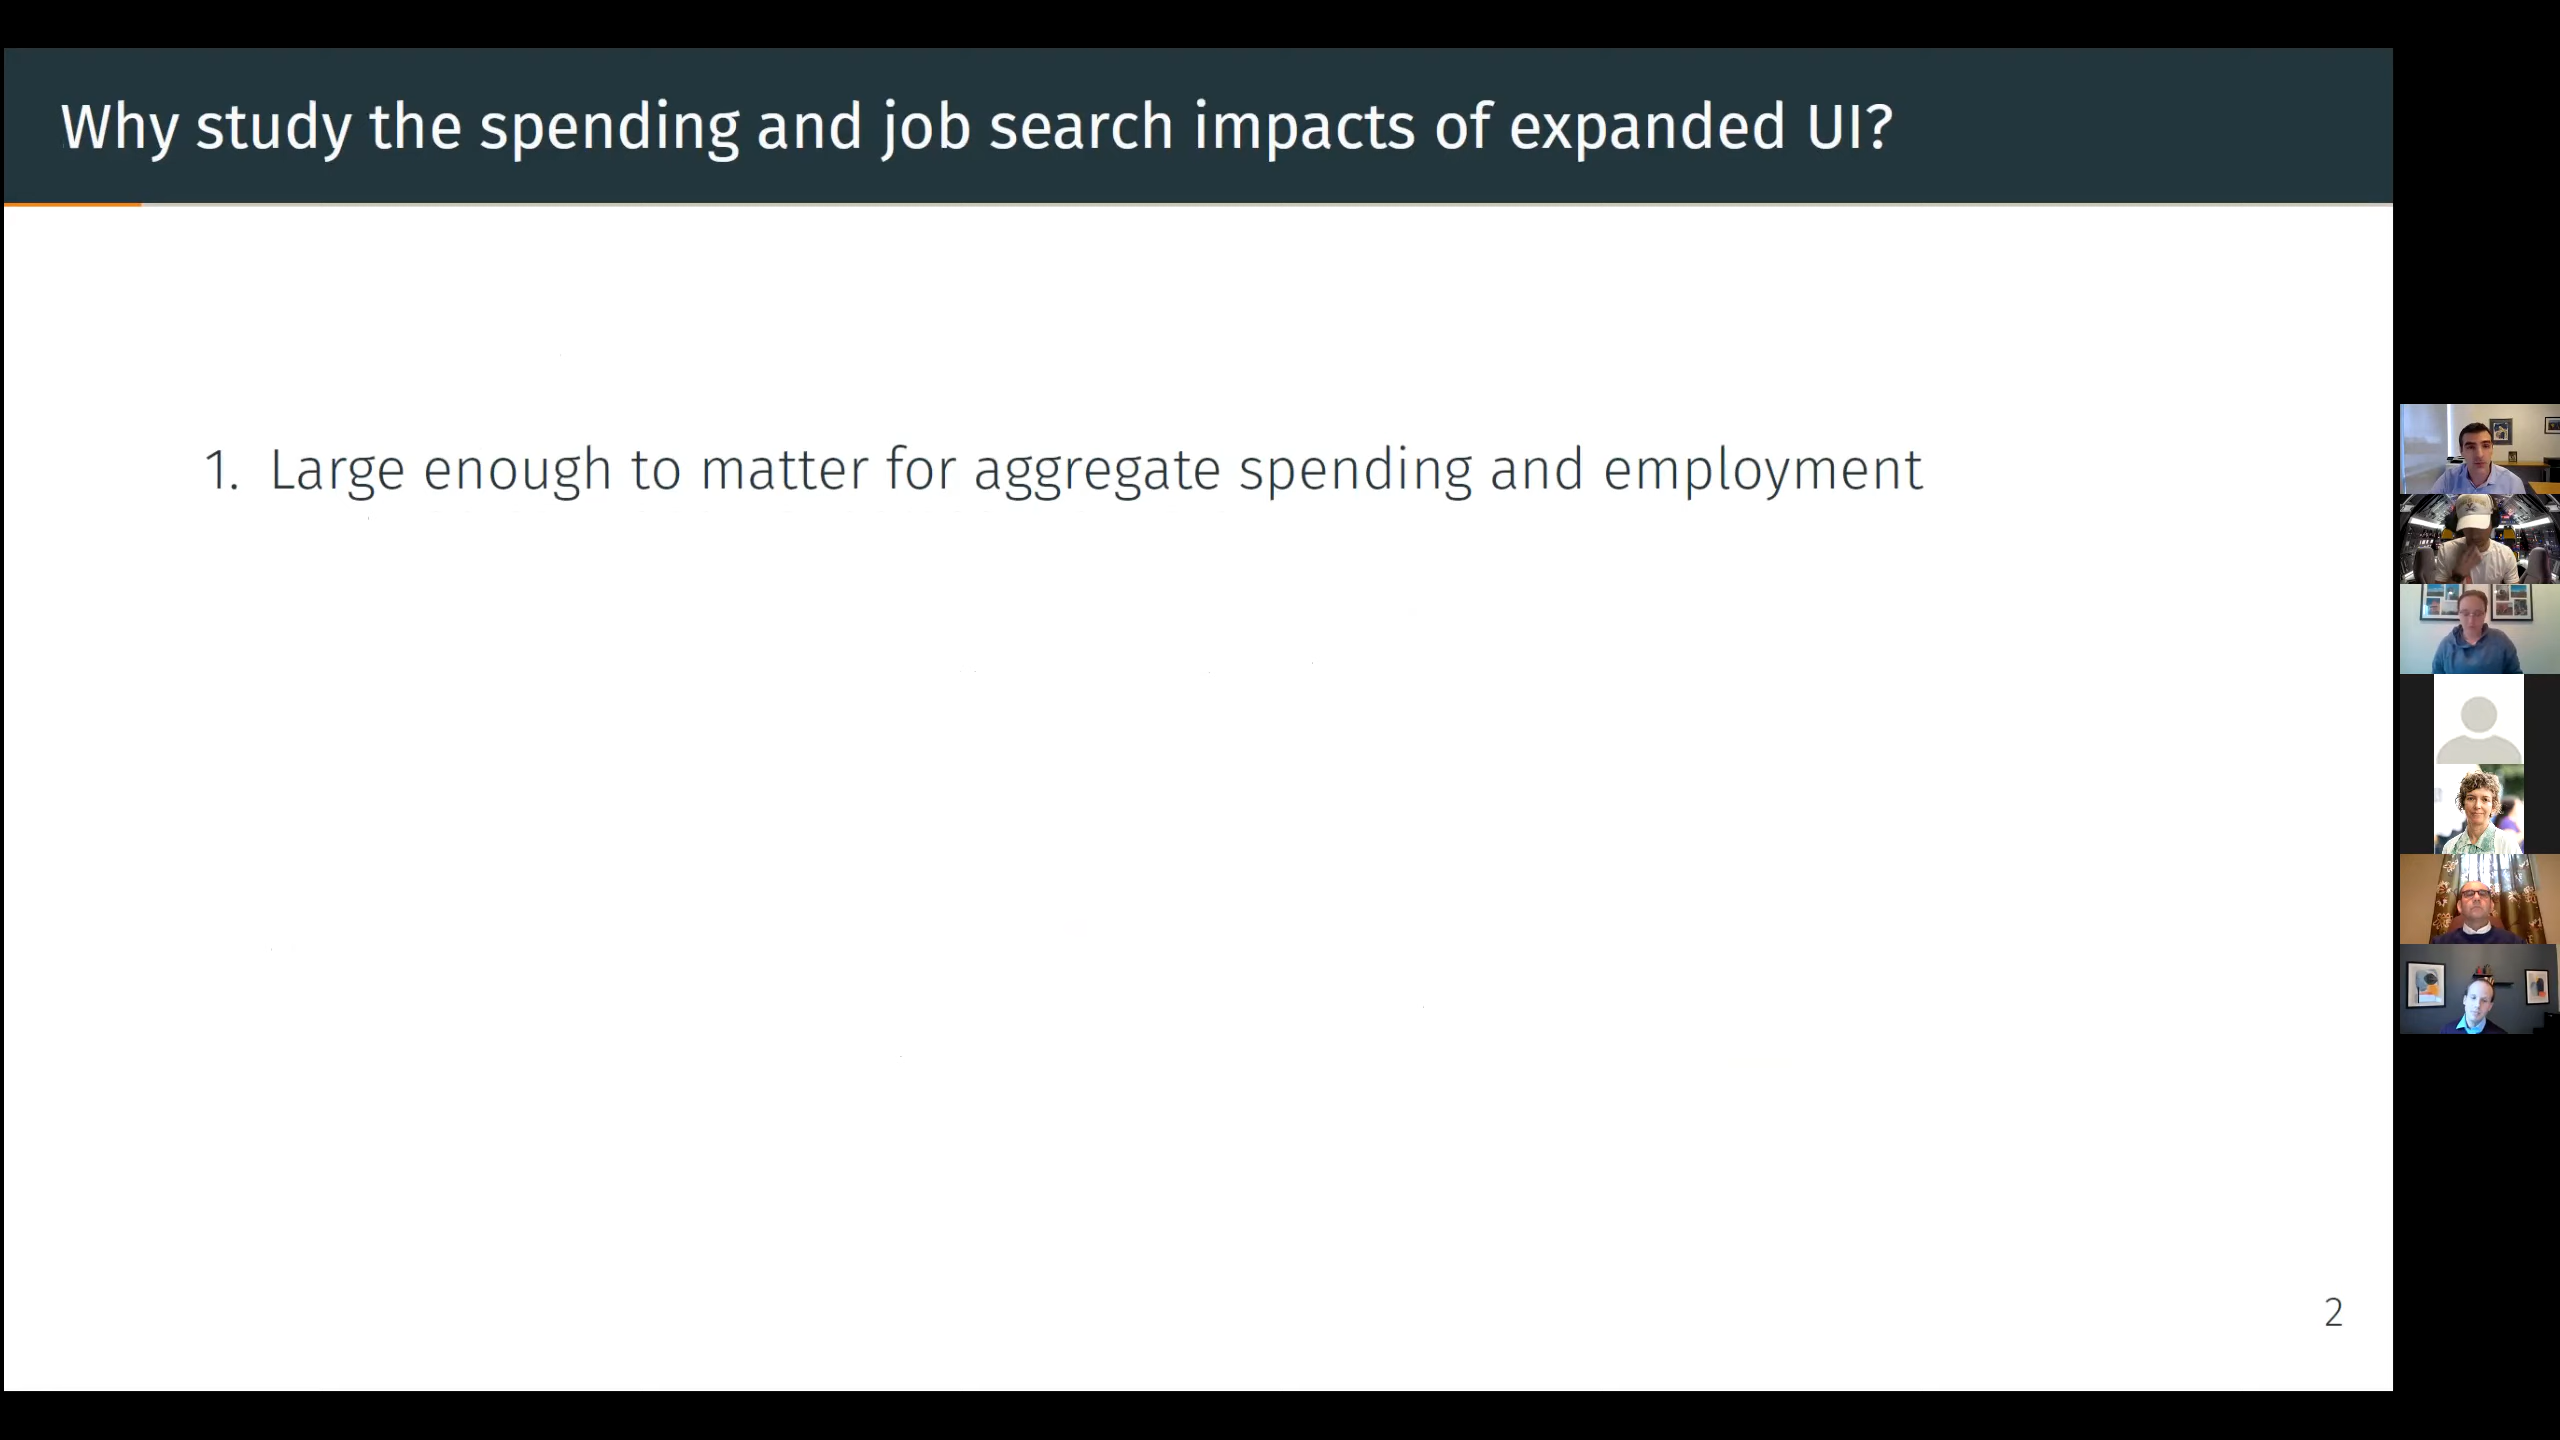 Why study the spending and job search impacts of expanded UI?
1. Large enough to matter for aggregate spending and employment
2